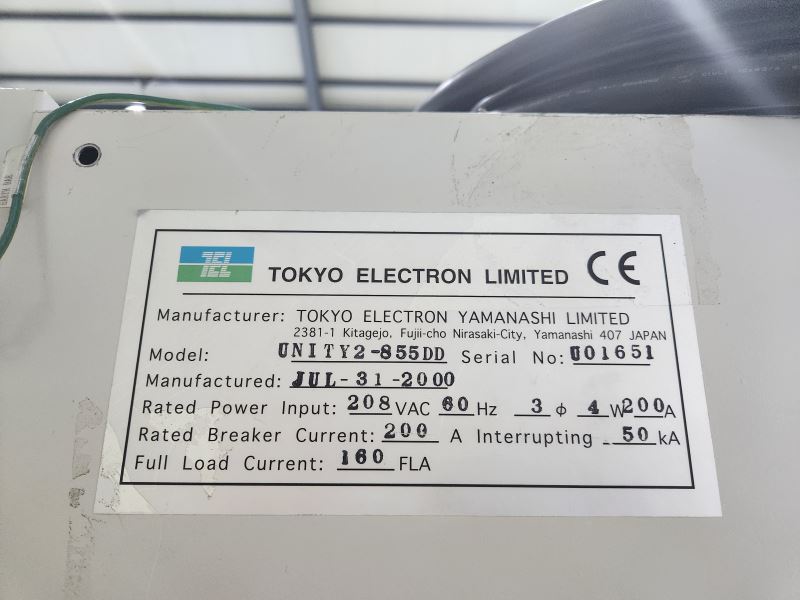 EARTH BAR
TEL
TOKYO ELECTRON LIMITED CE
Manufacturer: TOKYO ELECTRON YAMANASHI LIMITED
2381-1 Kitagejo, Fujii-cho Nirasaki-City, Yamanashi 407 JAPAN
Model: UNITY2-855DD Serial No: U01651
Manufactured: JUL-31-2000
Rated Power Input: 208 VAC 60 Hz 3 φ 4 W 200 A
Rated Breaker Current: 200 A Interrupting 50 kA
Full Load Current: 160 FLA